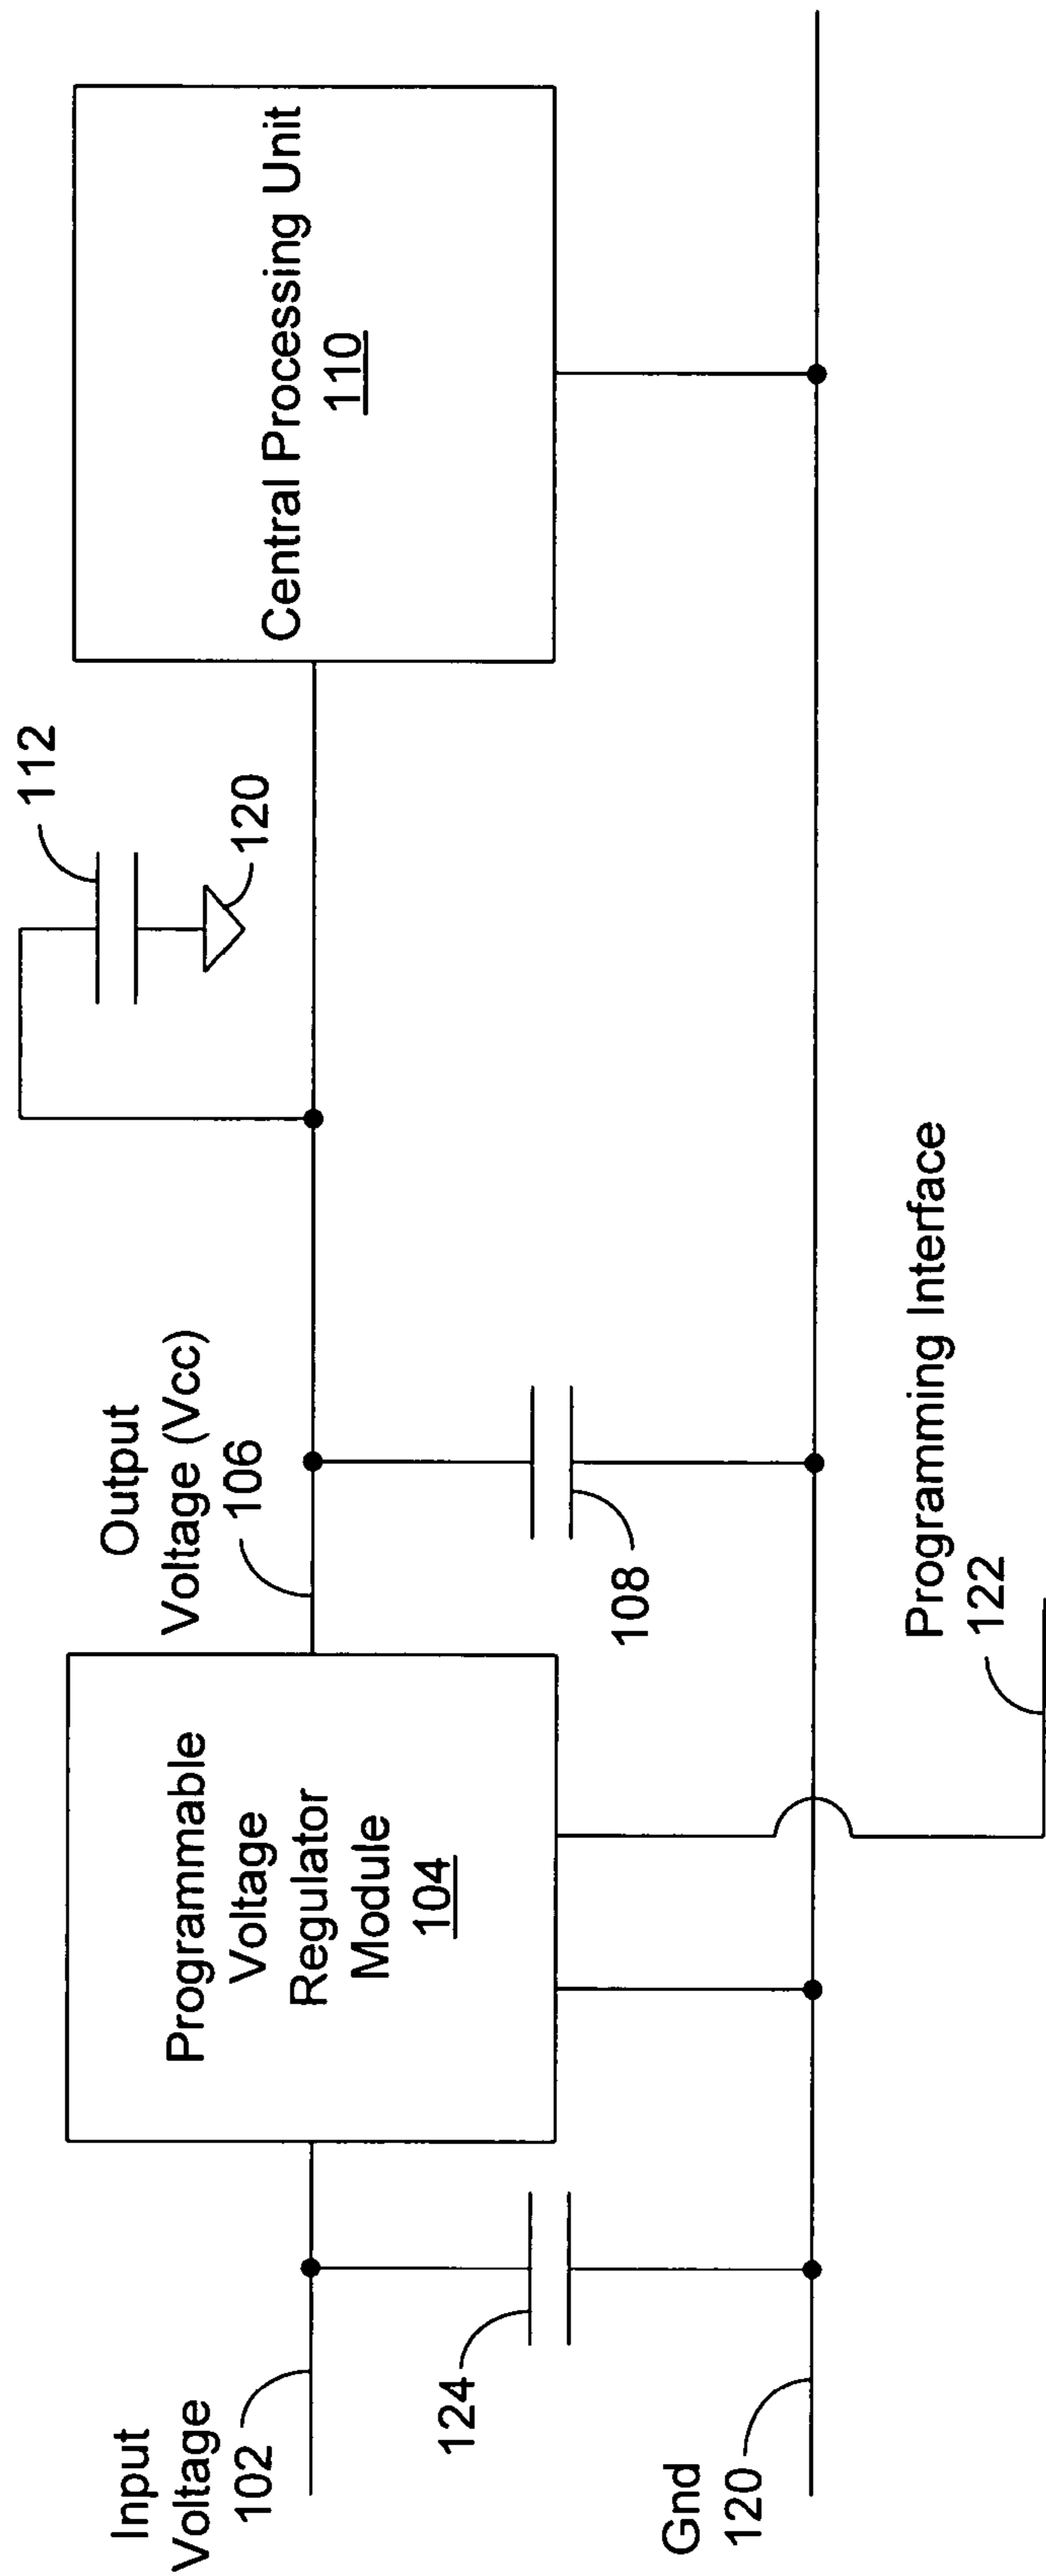 Input
Voltage
102
Programmable
Voltage
Regulator
Module
104
Output
Voltage (Vcc)
106
112
120
Central Processing Unit
110
124
108
Gnd
120
Programming Interface
122